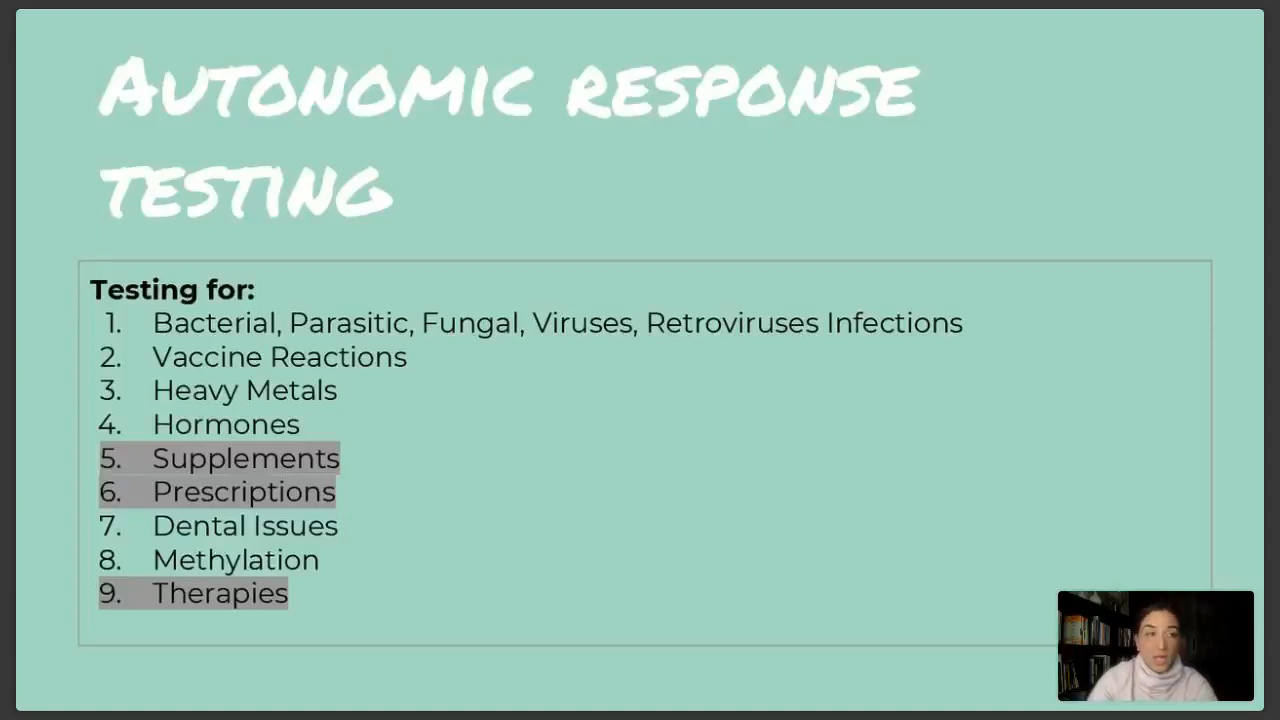 AUTONOMIC RESPONSE
TESTING
Testing for:
1. Bacterial, Parasitic, Fungal, Viruses, Retroviruses Infections
2. Vaccine Reactions
3. Heavy Metals
4. Hormones
5. Supplements
6. Prescriptions
7. Dental Issues
8. Methylation
9. Therapies